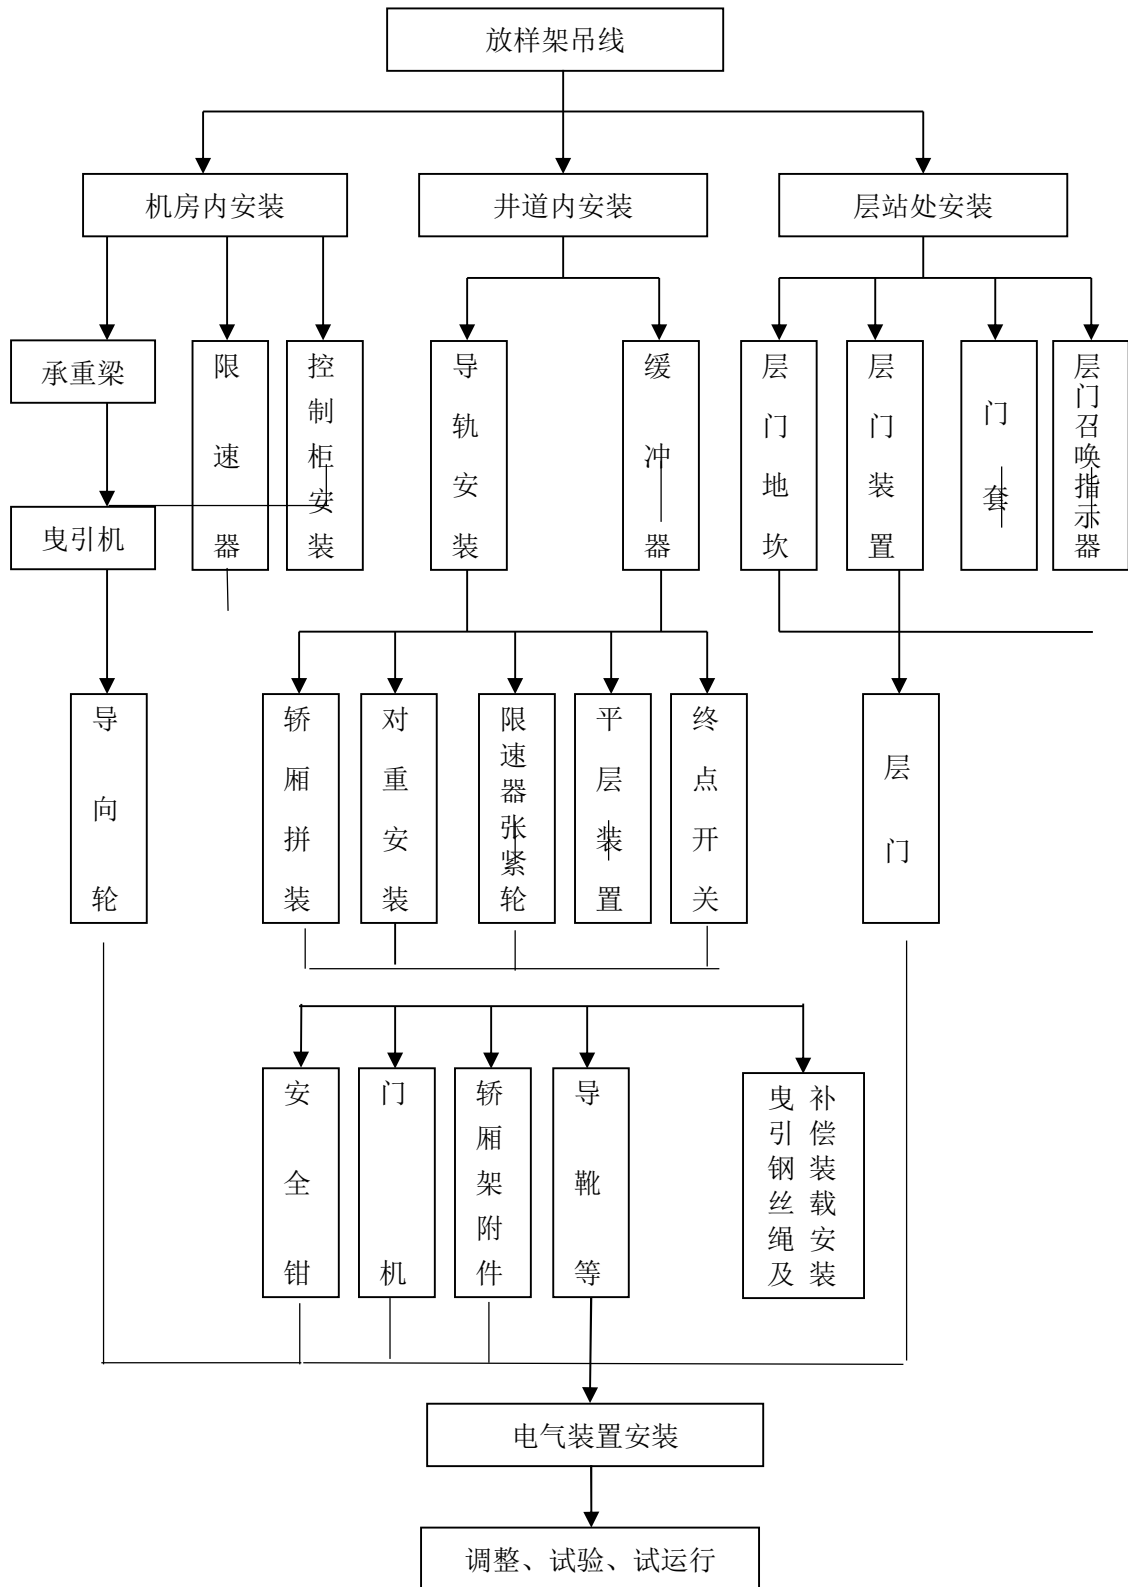 放样架吊线
机房内安装
井道内安装
层站处安装
承重梁
限速器
控制柜安装
导轨安装
缓冲器
层门地坎
层门装置
门套
层门召唤指示器
曳引机
导向轮
轿厢拼装
对重安装
限速器张紧轮
平层装置
终点开关
层门
安全钳
门机
轿厢架附件
导靴等
曳引钢丝绳及
补偿装载安装
电气装置安装
调整、试验、试运行